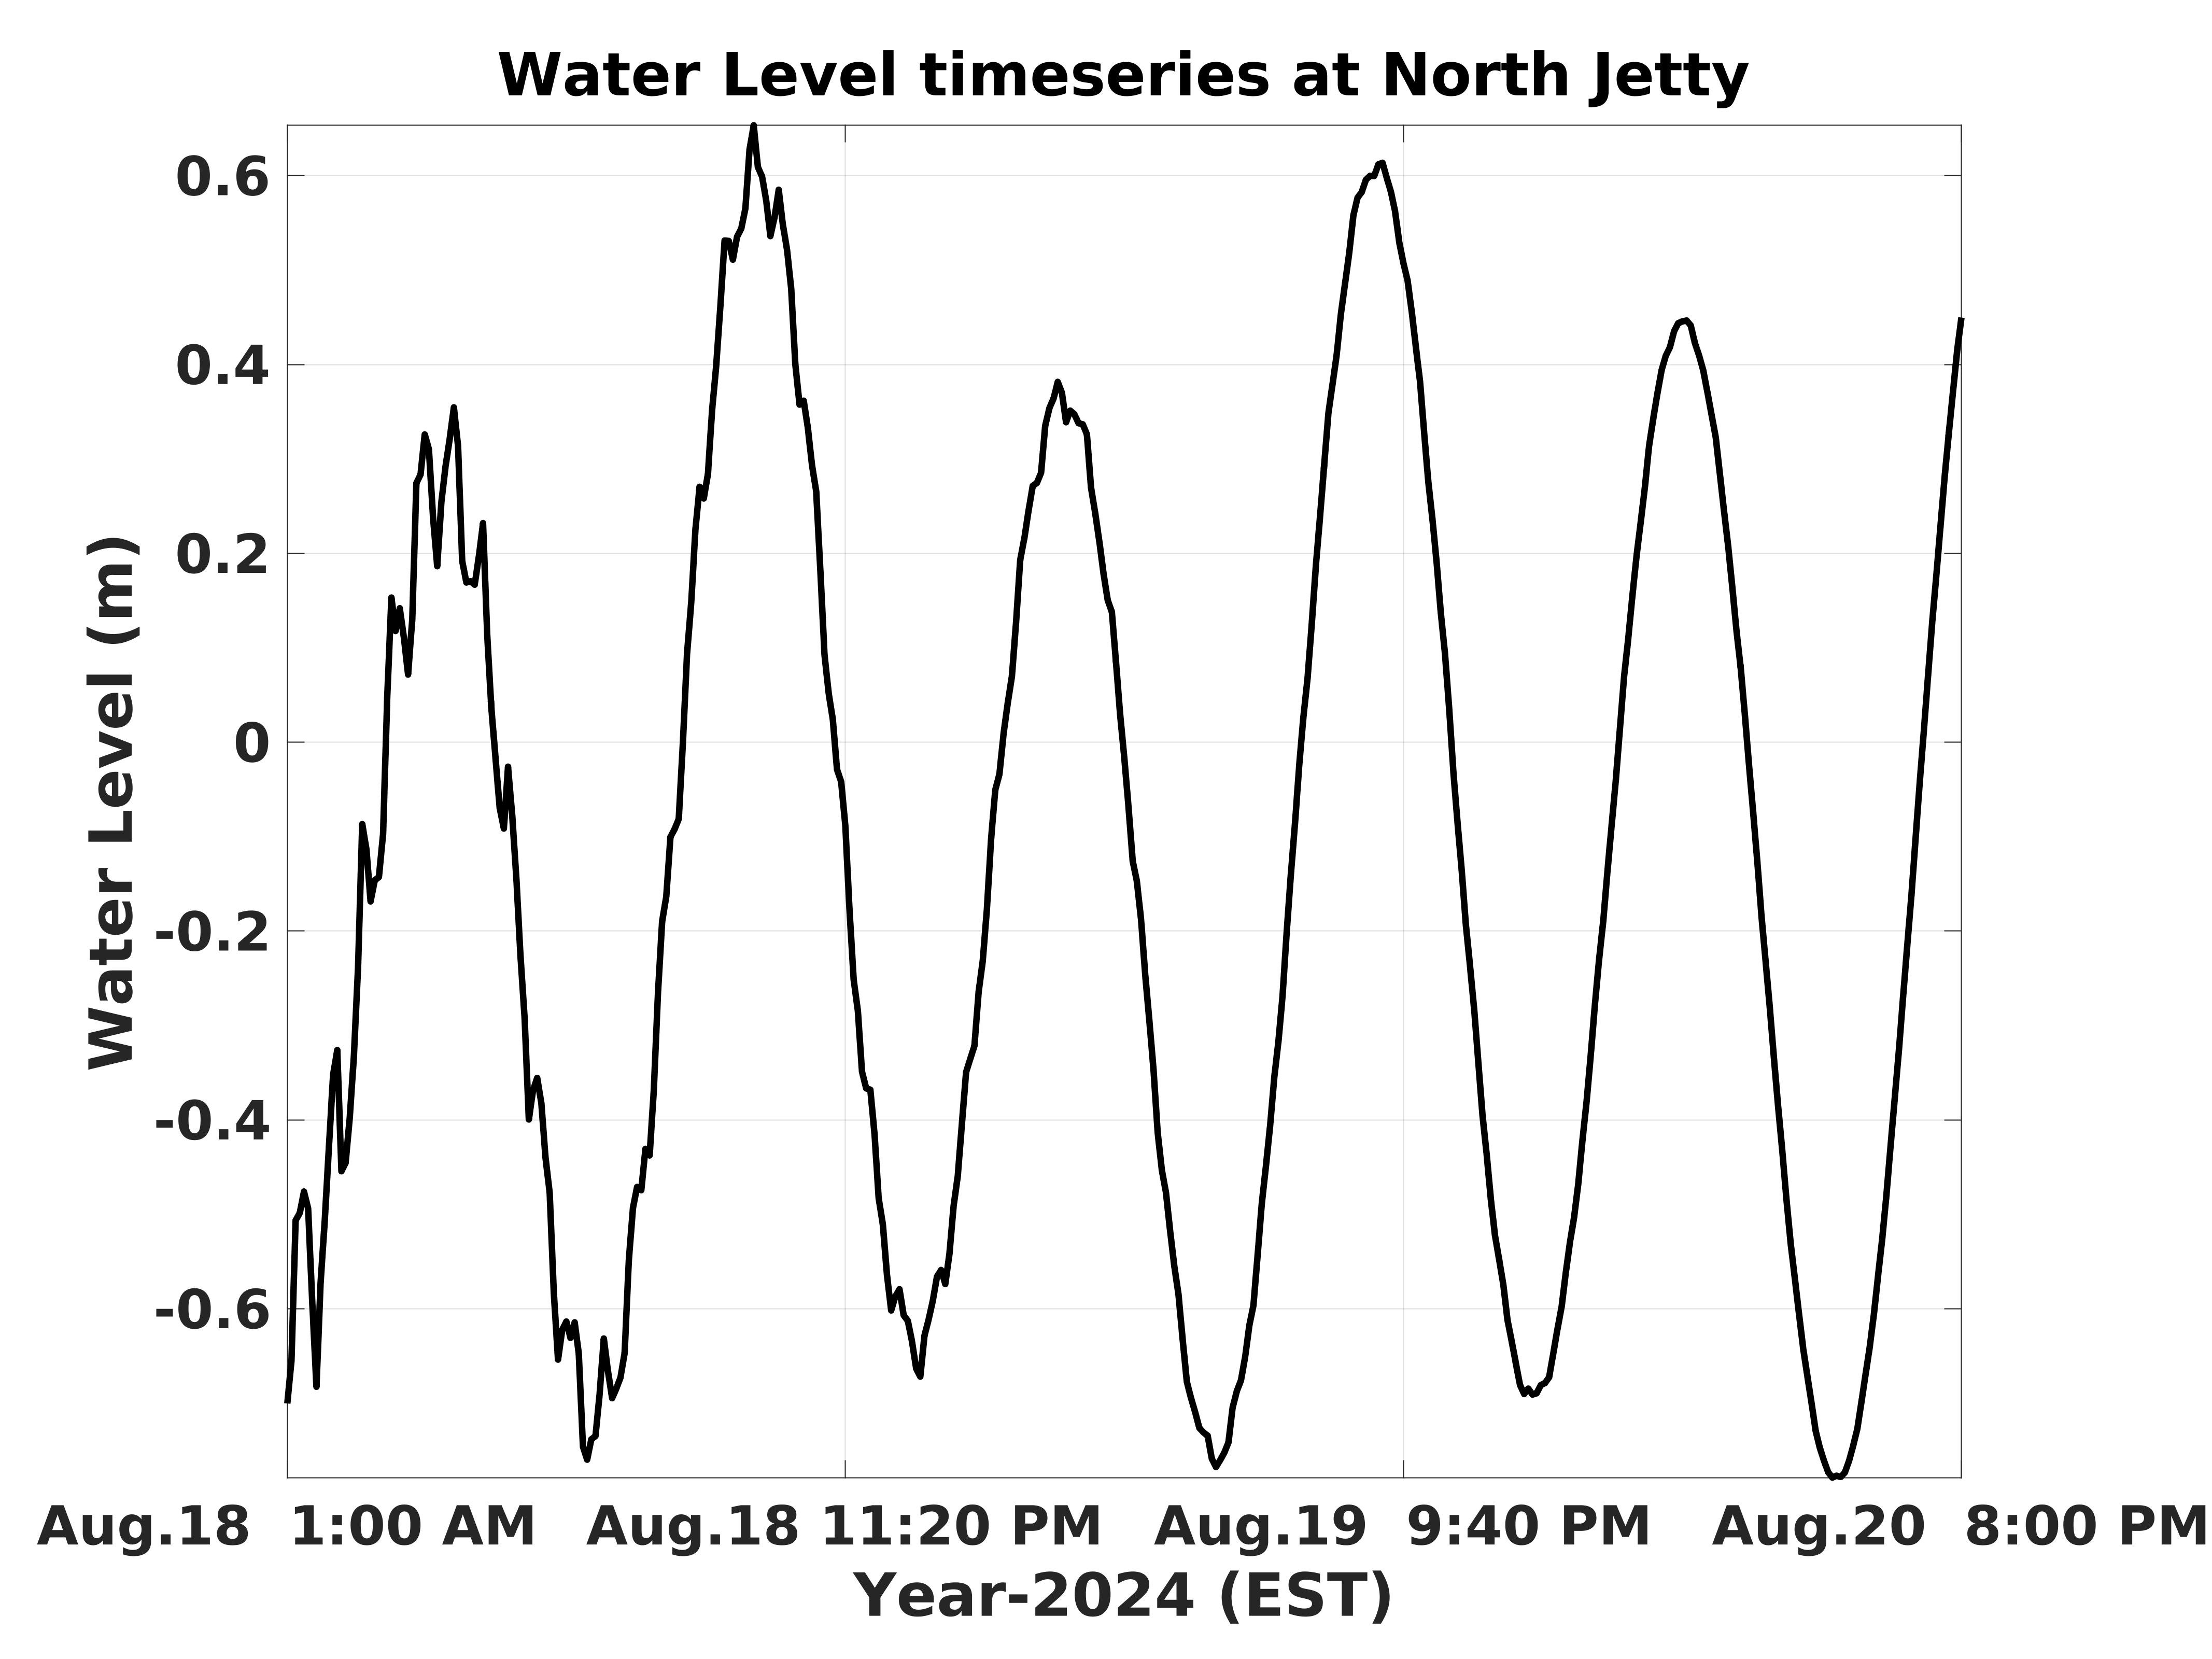 Water Level timeseries at North Jetty
0.6
0.4
0.2
0
-0.2
-0.4
-0.6
Water Level (m)
Aug.18 1:00 AM Aug.18 11:20 PM Aug.19 9:40 PM Aug.20 8:00 PM
Year-2024 (EST)